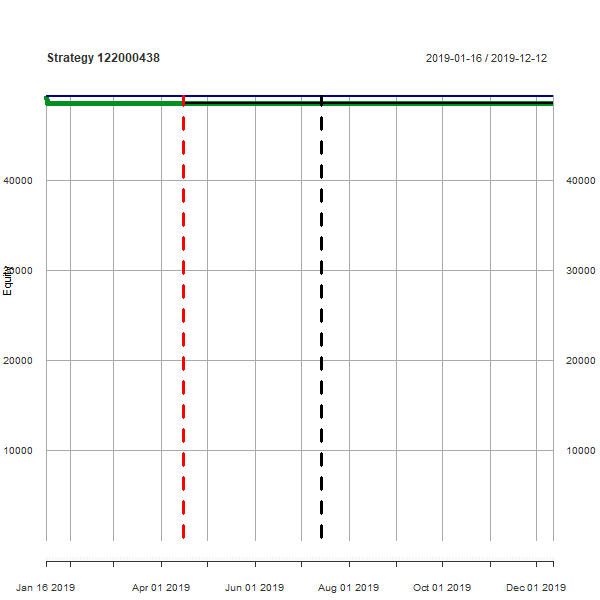 Strategy 122000438
2019-01-16 / 2019-12-12
40000
40000
Equity
30000
30000
20000
20000
10000
10000
Jan 16 2019
Apr 01 2019
Jun 01 2019
Aug 01 2019
Oct 01 2019
Dec 01 2019